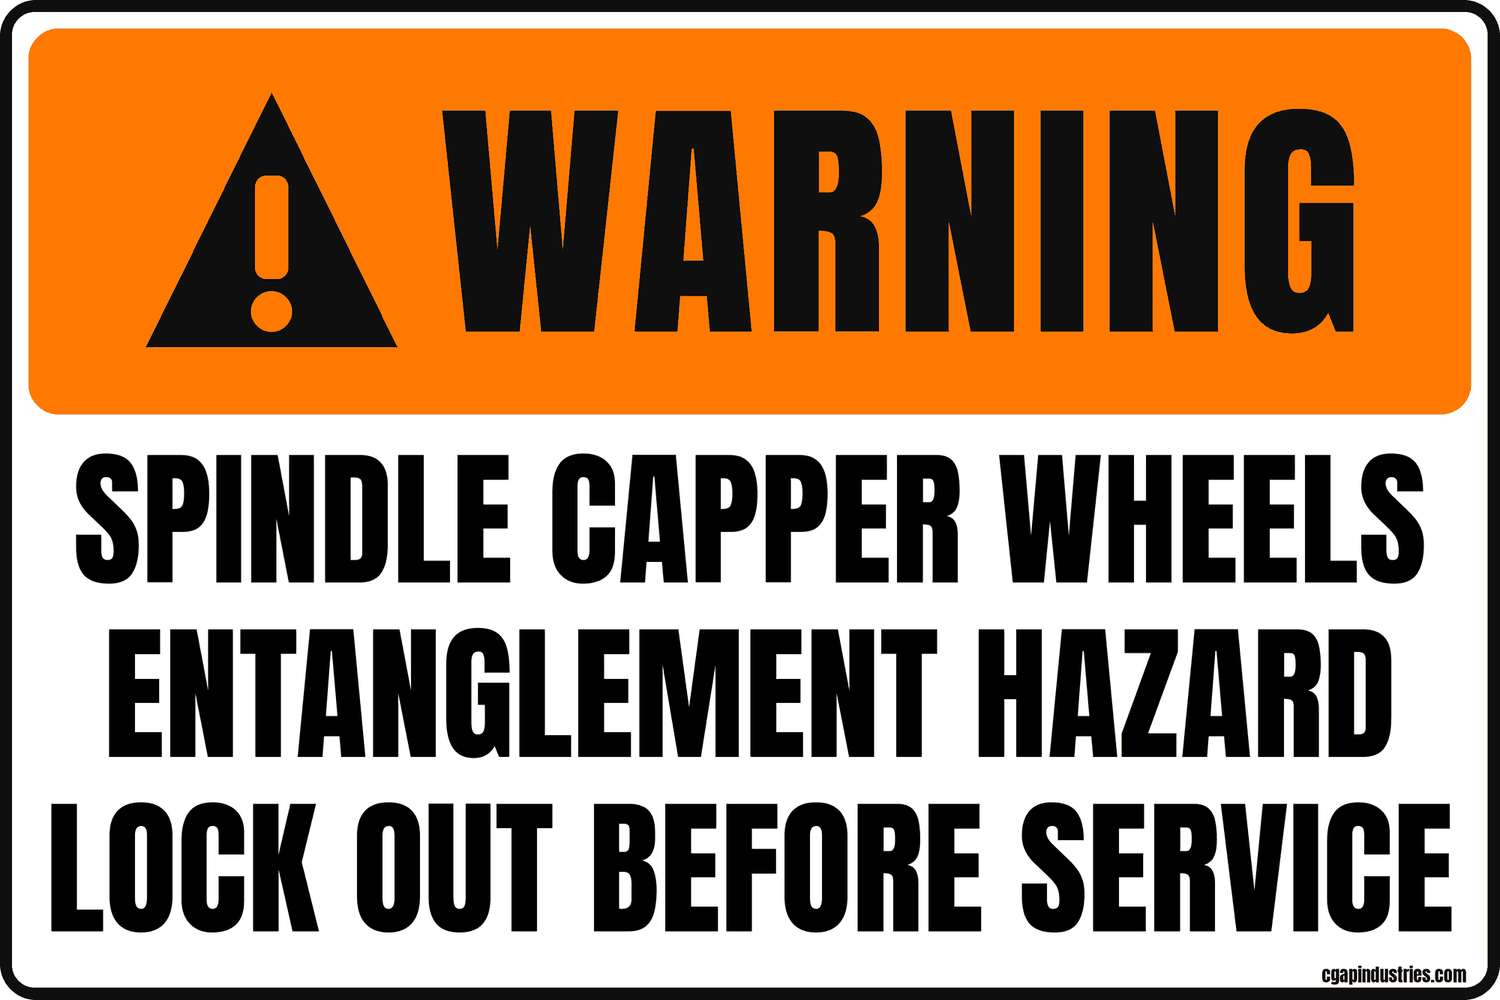 WARNING
SPINDLE CAPPER WHEELS
ENTANGLEMENT HAZARD
LOCK OUT BEFORE SERVICE
cgapindustries.com